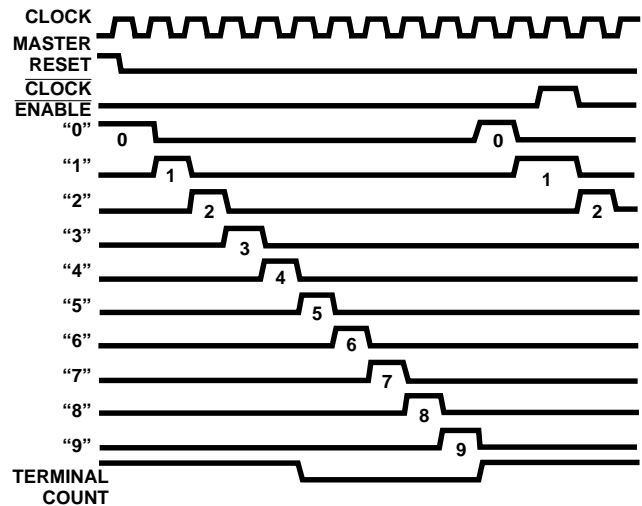 CLOCK
MASTER
RESET
CLOCK
ENABLE
“0” 0 0
“1” 1 1
“2” 2 2
“3” 3
“4” 4
“5” 5
“6” 6
“7” 7
“8” 8
“9” 9
TERMINAL
COUNT